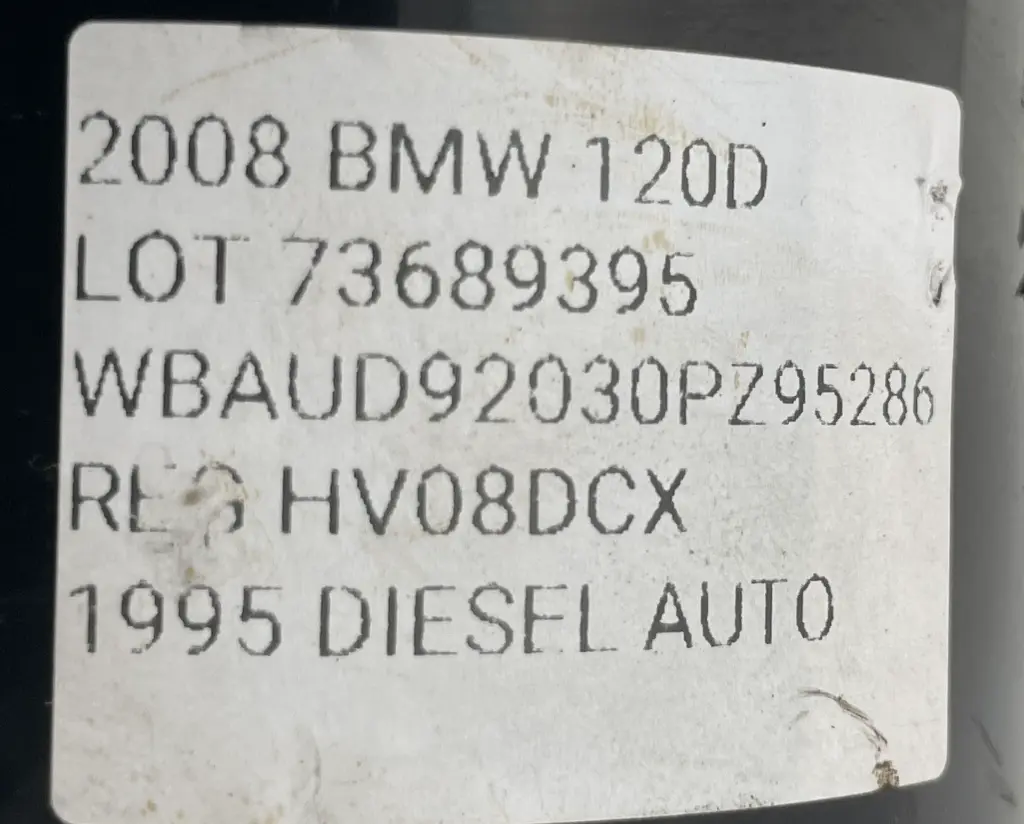 2008 BMW 120D
LOT 73689395
WBAUD92030PZ95286
REG HV08DCX
1995 DIESEL AUTO